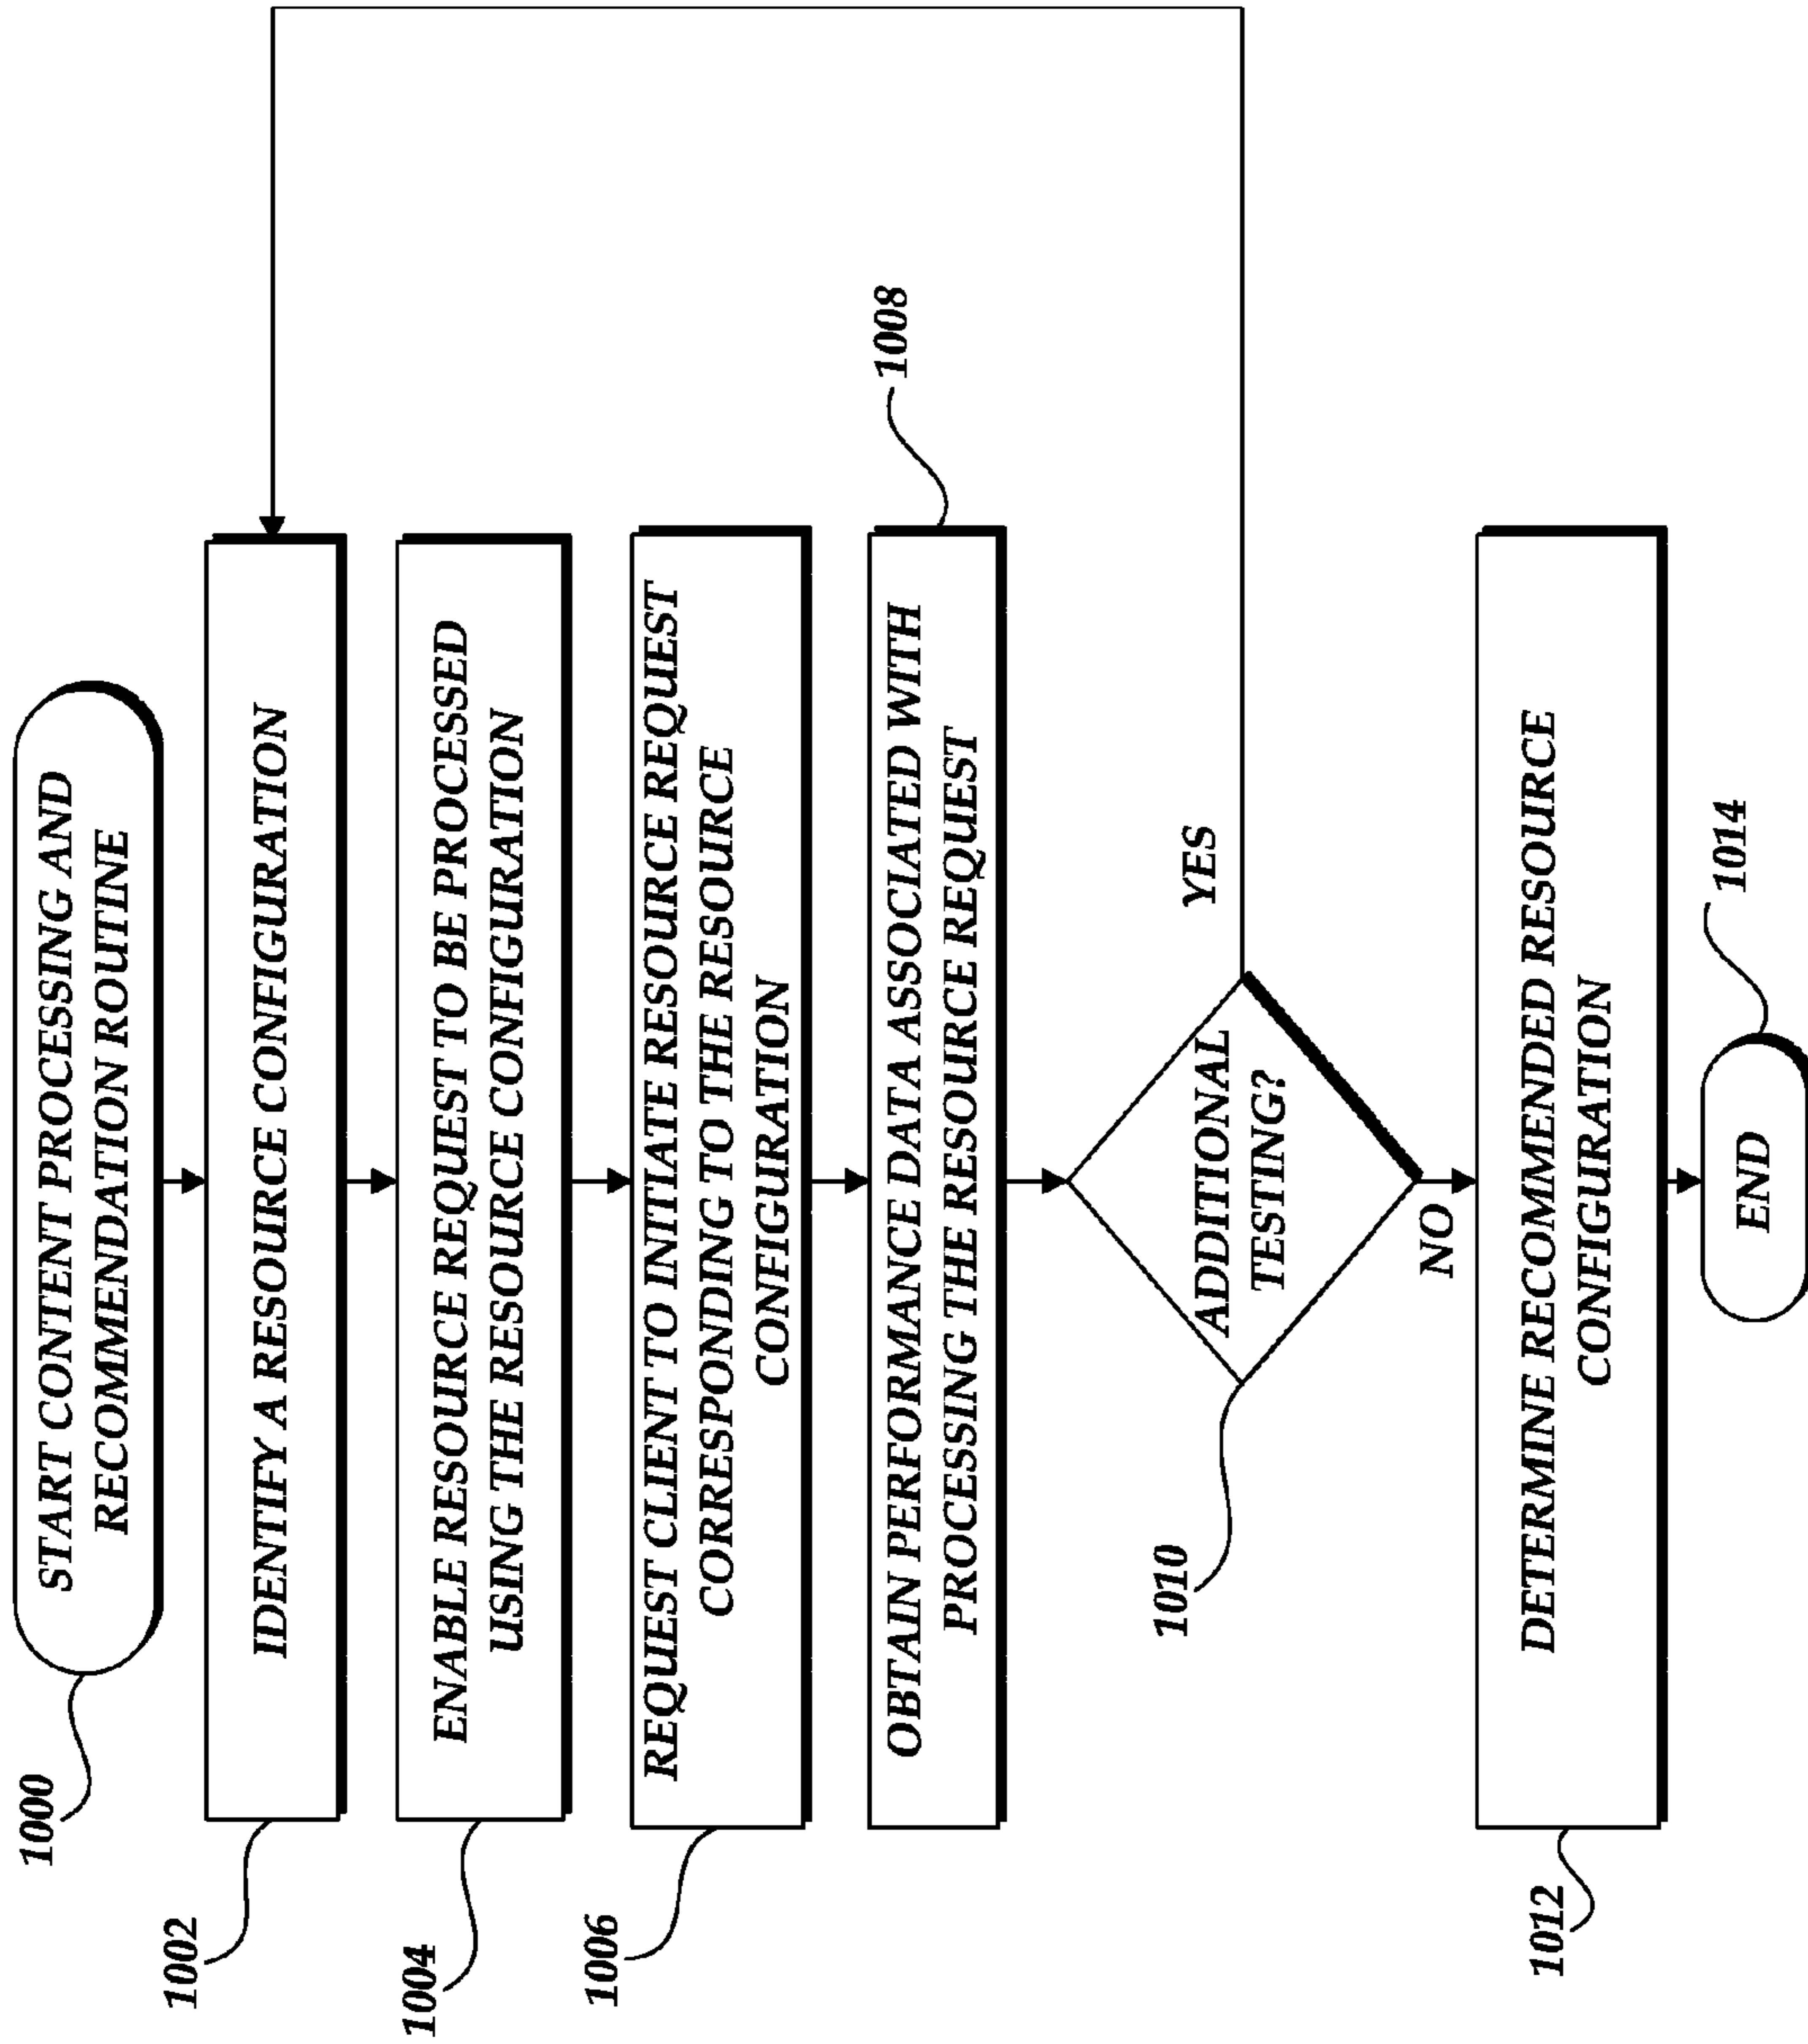 1000
START CONTENT PROCESSING AND
RECOMMENDATION ROUTINE
1002
IDENTIFY A RESOURCE CONFIGURATION
1004
ENABLE RESOURCE REQUEST TO BE PROCESSED
USING THE RESOURCE CONFIGURATION
1006
REQUEST CLIENT TO INITIATE RESOURCE REQUEST
CORRESPONDING TO THE RESOURCE
CONFIGURATION
1008
OBTAIN PERFORMANCE DATA ASSOCIATED WITH
PROCESSING THE RESOURCE REQUEST
1010
ADDITIONAL
TESTING?
YES
NO
1012
DETERMINE RECOMMENDED RESOURCE
CONFIGURATION
1014
END